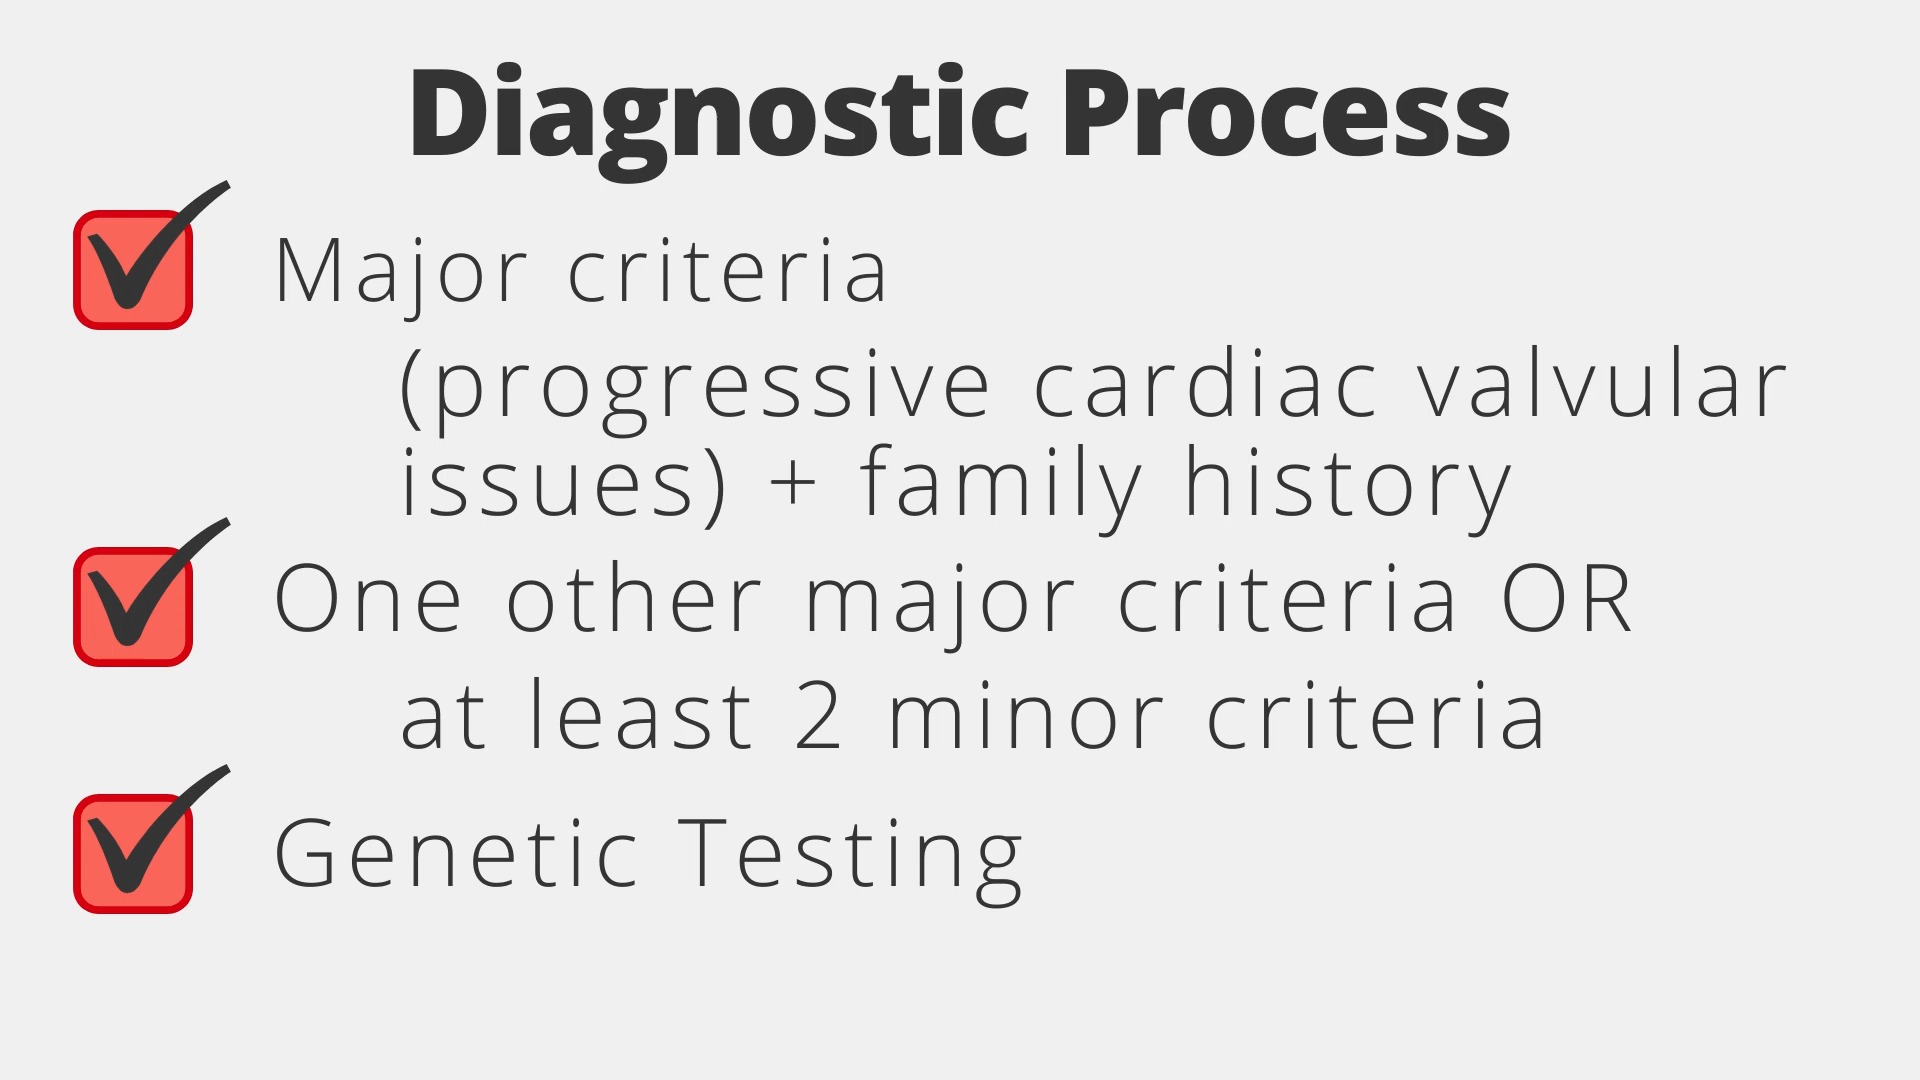 Diagnostic Process
Major criteria
(progressive cardiac valvular
issues) + family history
One other major criteria OR
at least 2 minor criteria
Genetic Testing